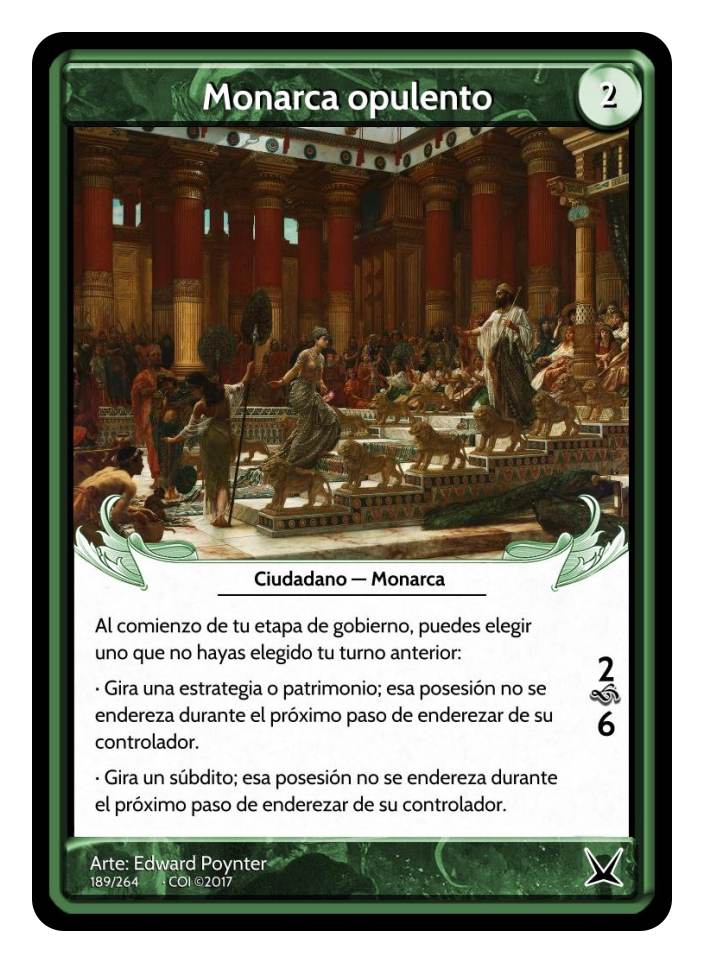 Monarca opulento
2
Ciudadano — Monarca
Al comienzo de tu etapa de gobierno, puedes elegir
uno que no hayas elegido tu turno anterior:
· Gira una estrategia o patrimonio; esa posesión no se
endereza durante el próximo paso de enderezar de su
controlador.
· Gira un súbdito; esa posesión no se endereza durante
el próximo paso de enderezar de su controlador.
2
6
Arte: Edward Poynter
189/264 · COI ©2017